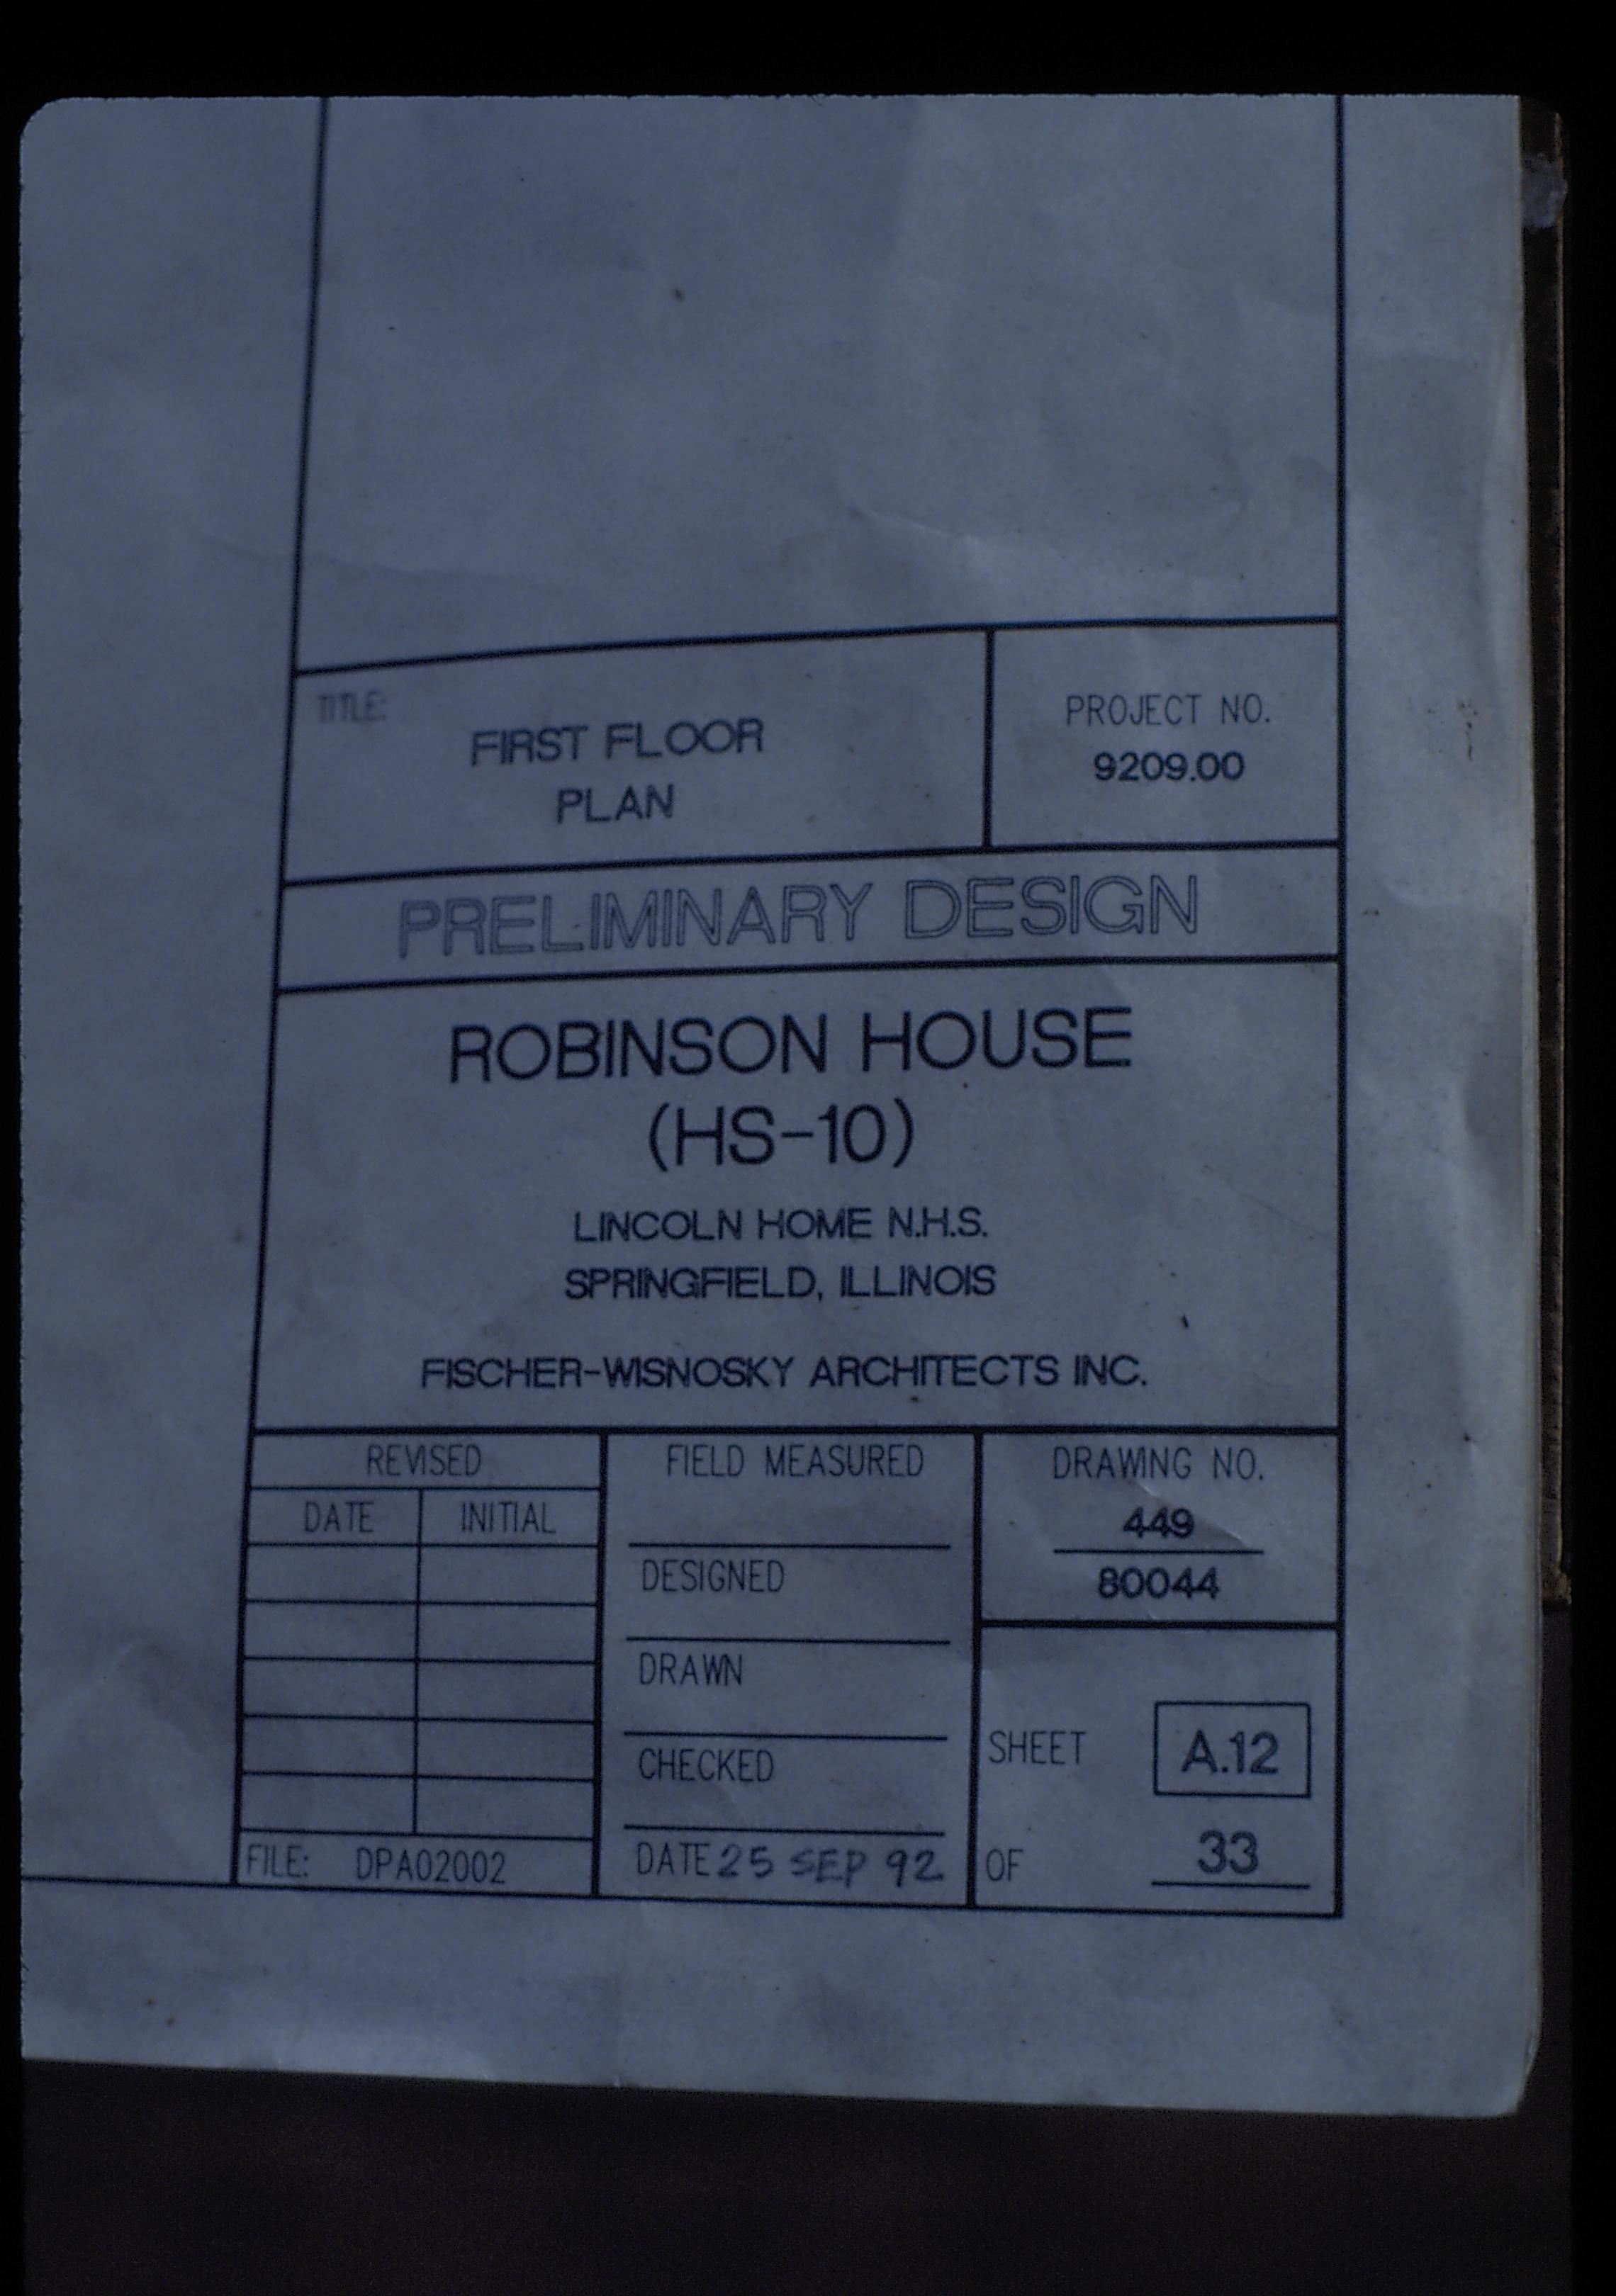 TITLE:
FIRST FLOOR
PLAN
PROJECT NO.
9209.00
PRELIMINARY DESIGN
ROBINSON HOUSE
(HS-10)
LINCOLN HOME N.H.S.
SPRINGFIELD, ILLINOIS
FISCHER-WISNOSKY ARCHITECTS INC.
REVISED
DATE INITIAL
FILE: DPA02002
FIELD MEASURED
DESIGNED
DRAWN
CHECKED
DATE 25 SEP 92
DRAWING NO.
449
80044
SHEET A.12
OF 33